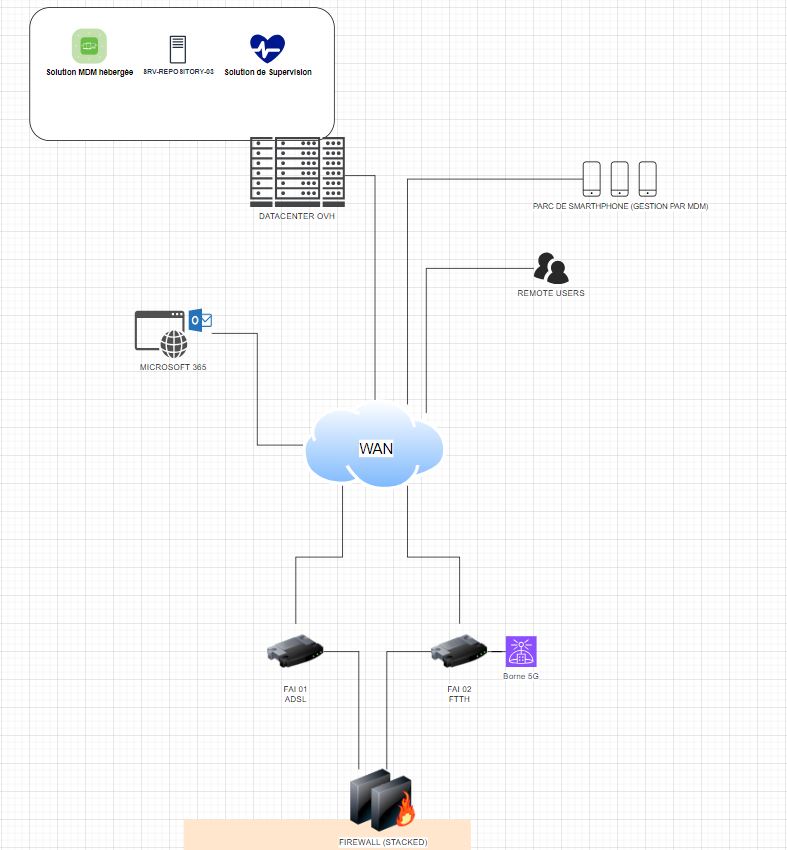 Solution MDM hébergée
SRV-REPOSITORY-03
Solution de Supervision
DATACENTER OVH
PARC DE SMARTHPHONE (GESTION PAR MDM)
REMOTE USERS
MICROSOFT 365
WAN
FAI 01
ADSL
FAI 02
FTTH
Borne 5G
FIREWALL (STACKED)